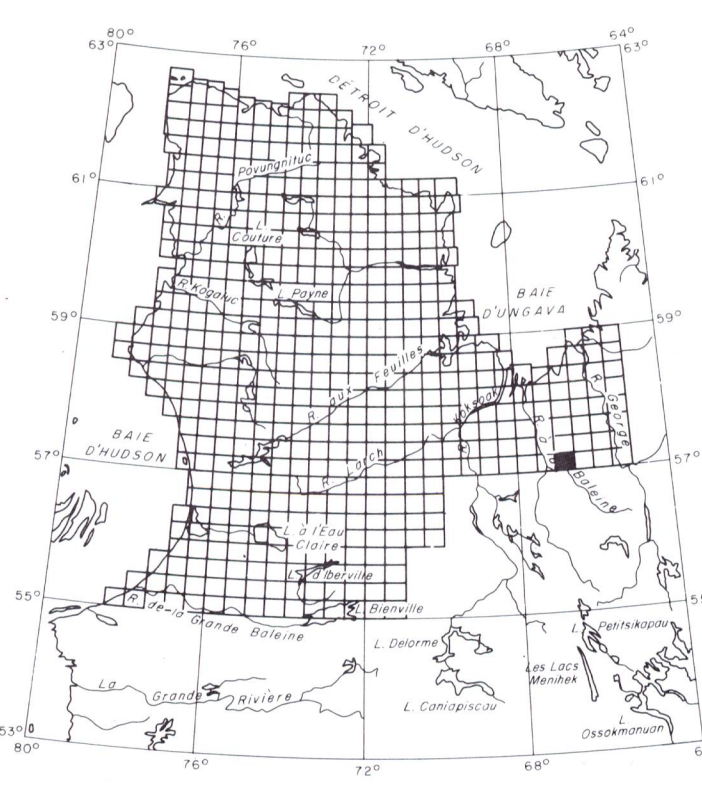 80°
63°
76°
72°
68°
64°
63°
DÉTROIT D'HUDSON
61°
61°
R. Povungnituc
L.
Couture
R. Kogaluc
L. Payne
BAIE
D'UNGAVA
59°
59°
R. aux Feuilles
Koksoak
R.
R. à la
R. George
BAIE
D'HUDSON
57°
57°
R. Larch
Baleine
L. à l'Eau
Claire
L. d'Iberville
55°
R. de-la Grande Baleine
L. Bienville
L. Delorme
L. Petitsikapau
Les Lacs
Menihek
La Grande Rivière
L. Caniapiscau
L.
Ossokmanuan
53°
80°
76°
72°
68°